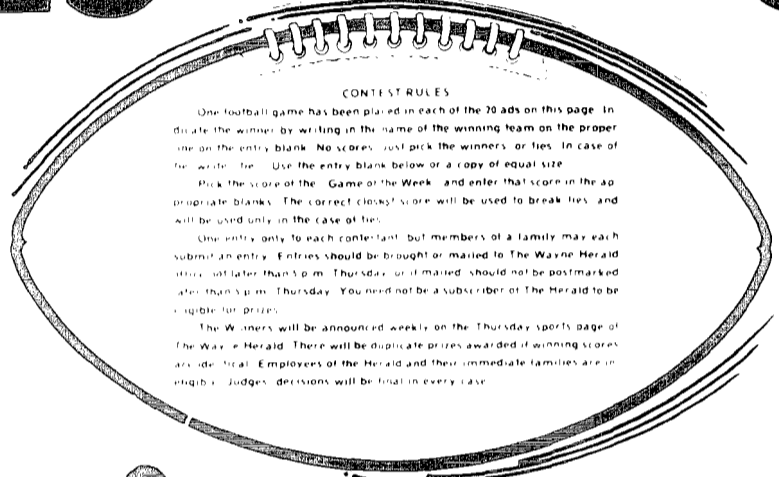 CONTEST RULES
One football game has been placed in each of the 20 ads on this page In
dicate the winner by writing in the name of the winning team on the proper
line on the entry blank No scores just pick the winners or ties In case of
tie write tie Use the entry blank below or a copy of equal size
Pick the score of the Game of the Week and enter that score in the ap
propriate blanks The correct closest score will be used to break ties and
will be used only in the case of ties
One entry only to each contestant but members of a family may each
submit an entry Entries should be brought or mailed to The Wayne Herald
office not later than 5 p m Thursday or if mailed should not be postmarked
later than 5 p m Thursday You need not be a subscriber of The Herald to be
eligible for prizes
The Winners will be announced weekly on the Thursday sports page of
The Wayne Herald There will be duplicate prizes awarded if winning scores
are identical Employees of the Herald and their immediate families are in
eligible Judges decisions will be final in every case